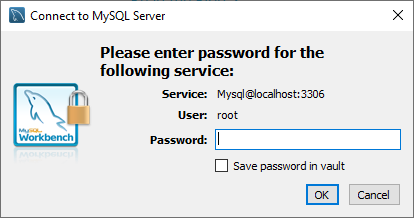 Connect to MySQL Server
Please enter password for the
following service:
Service: Mysql@localhost:3306
User: root
Password:
MySQL
Workbench
Save password in vault
OK Cancel